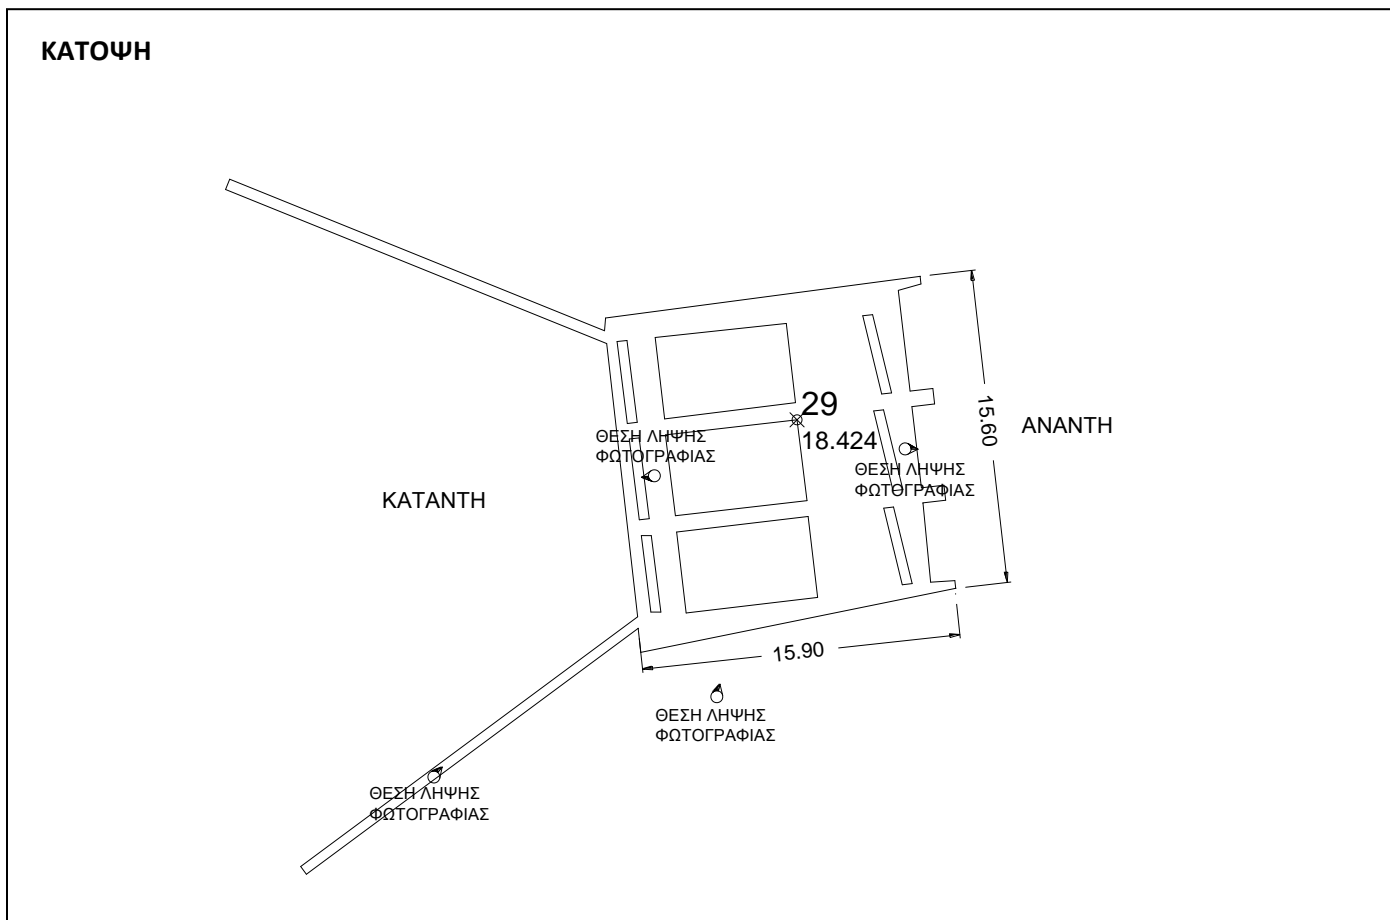 ΚΑΤΟΨΗ
29
18.424
15.60
ΑΝΑΝΤΗ
ΘΕΣΗ ΛΗΨΗΣ
ΦΩΤΟΓΡΑΦΙΑΣ
ΘΕΣΗ ΛΗΨΗΣ
ΦΩΤΟΓΡΑΦΙΑΣ
ΚΑΤΑΝΤΗ
15.90
ΘΕΣΗ ΛΗΨΗΣ
ΦΩΤΟΓΡΑΦΙΑΣ
ΘΕΣΗ ΛΗΨΗΣ
ΦΩΤΟΓΡΑΦΙΑΣ